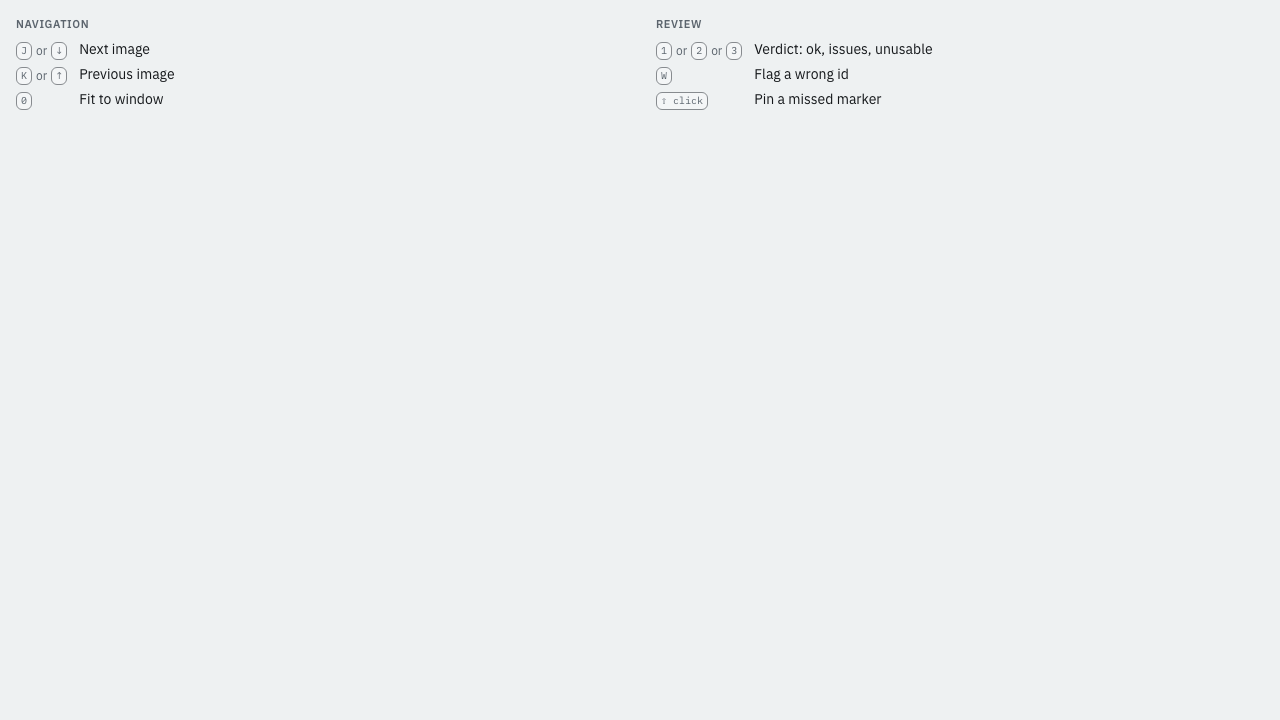 NAVIGATION
J or ↓ Next image
K or ↑ Previous image
0 Fit to window
REVIEW
1 or 2 or 3 Verdict: ok, issues, unusable
W Flag a wrong id
⇧ click Pin a missed marker